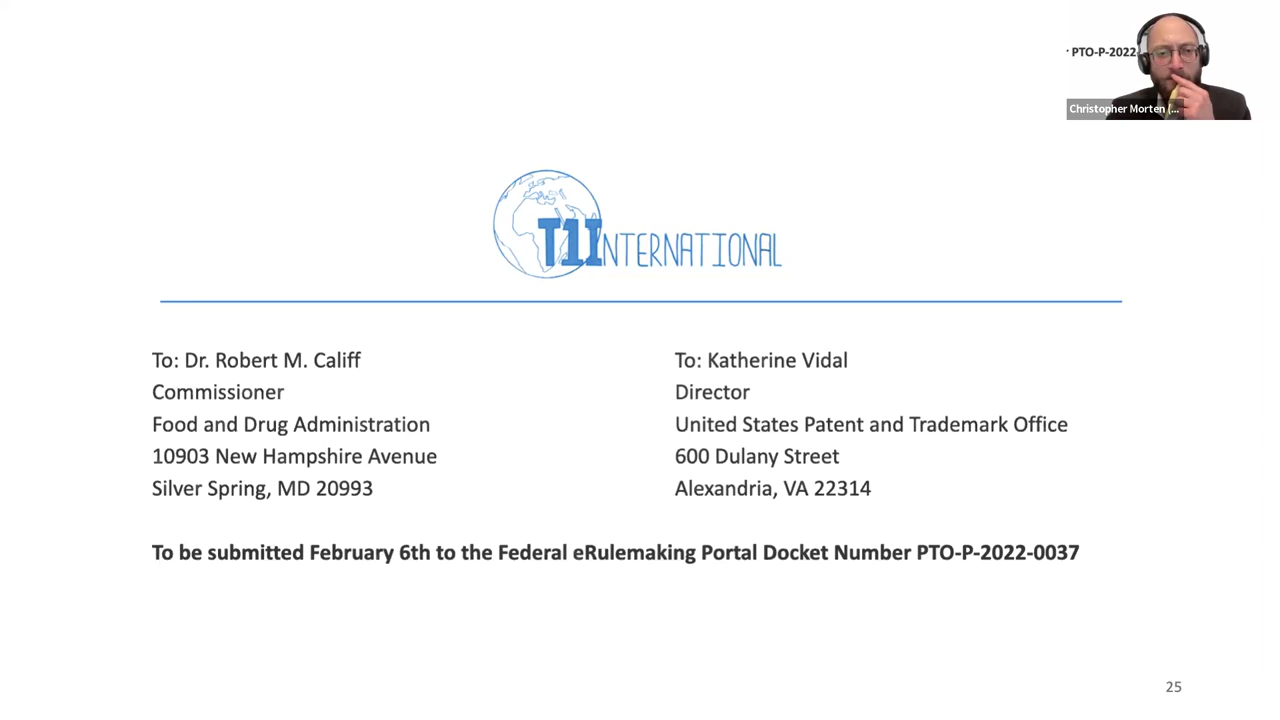 PTO-P-2022
Christopher Morten (...
T1INTERNATIONAL
To: Dr. Robert M. Califf
Commissioner
Food and Drug Administration
10903 New Hampshire Avenue
Silver Spring, MD 20993
To: Katherine Vidal
Director
United States Patent and Trademark Office
600 Dulany Street
Alexandria, VA 22314
To be submitted February 6th to the Federal eRulemaking Portal Docket Number PTO-P-2022-0037
25